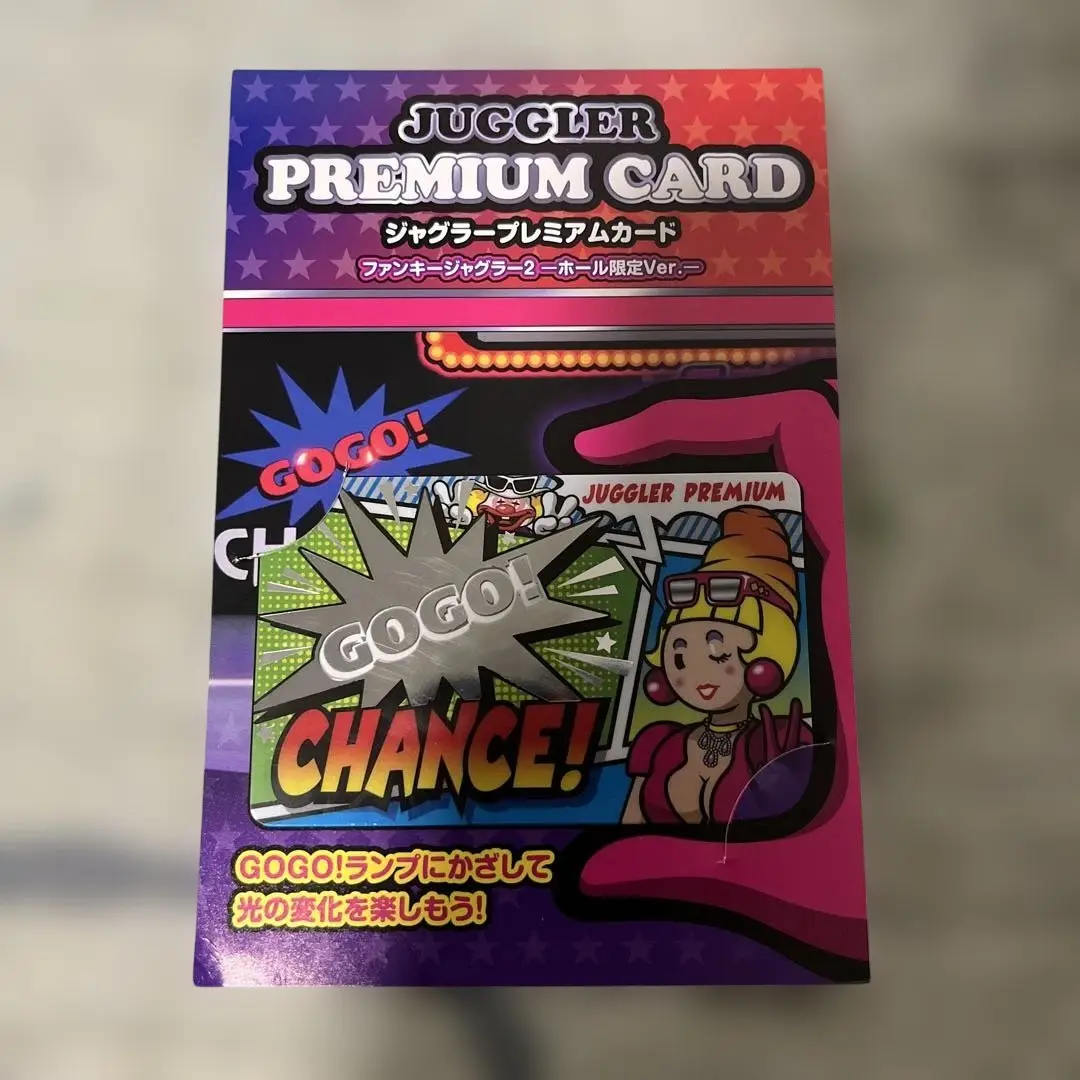 JUGGLER
PREMIUM CARD
ジャグラープレミアムカード
ファンキージャグラー2 ーホール限定Ver.ー
GOGO!
CH
JUGGLER PREMIUM
GOGO!
CHANCE!
GOGO!ランプにかざして
光の変化を楽しもう!